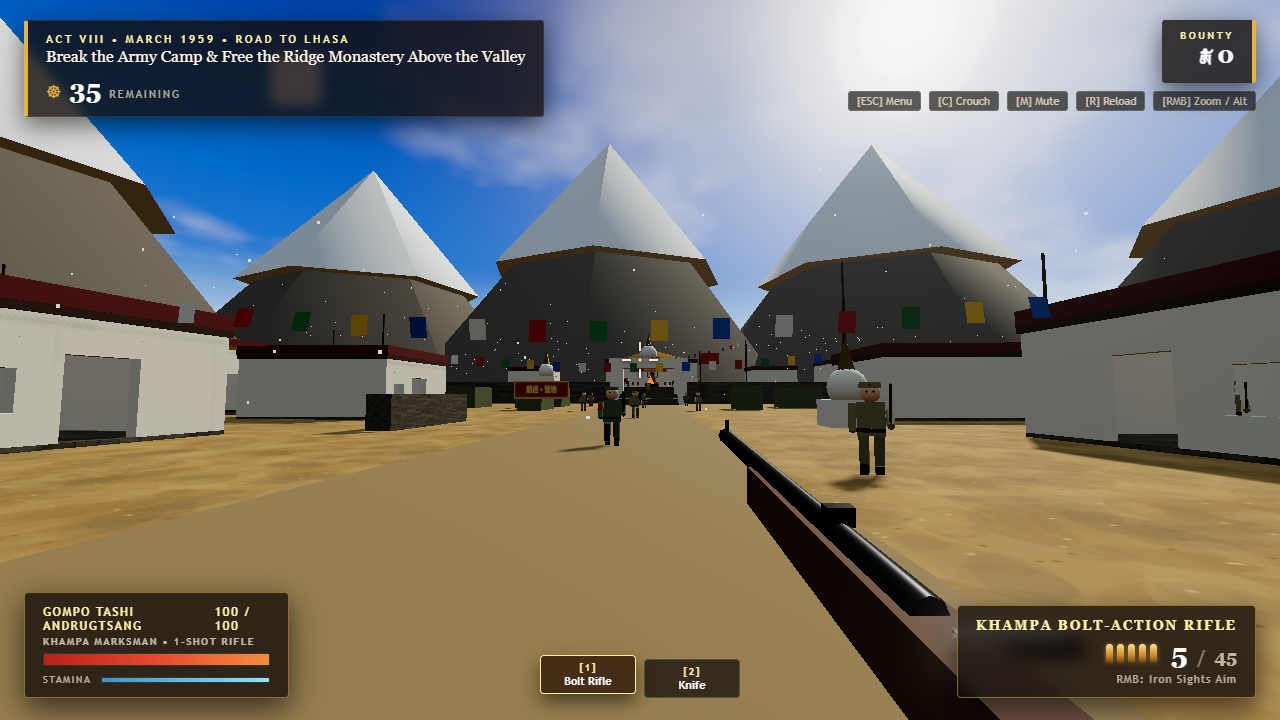 ACT VIII • MARCH 1959 • ROAD TO LHASA
Break the Army Camp & Free the Ridge Monastery Above the Valley
35 REMAINING
BOUNTY
0
[ESC] Menu
[C] Crouch
[M] Mute
[R] Reload
[RMB] Zoom / Alt
GOMPO TASHI ANDRUGTSANG
100 / 100
KHAMPA MARKSMAN • 1-SHOT RIFLE
STAMINA
[1]
Bolt Rifle
[2]
Knife
KHAMPA BOLT-ACTION RIFLE
5 / 45
RMB: Iron Sights Aim